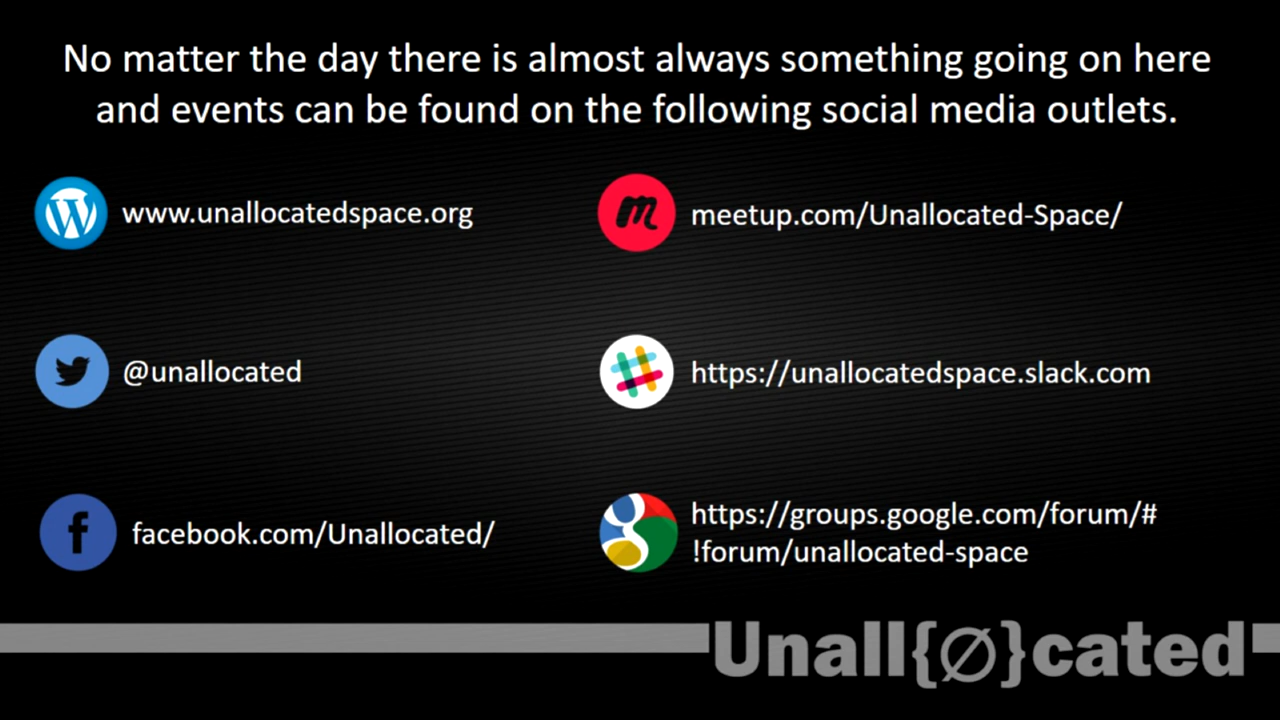 No matter the day there is almost always something going on here
and events can be found on the following social media outlets.
www.unallocatedspace.org
meetup.com/Unallocated-Space/
@unallocated
https://unallocatedspace.slack.com
facebook.com/Unallocated/
https://groups.google.com/forum/#
!forum/unallocated-space
Unall{Ø}cated